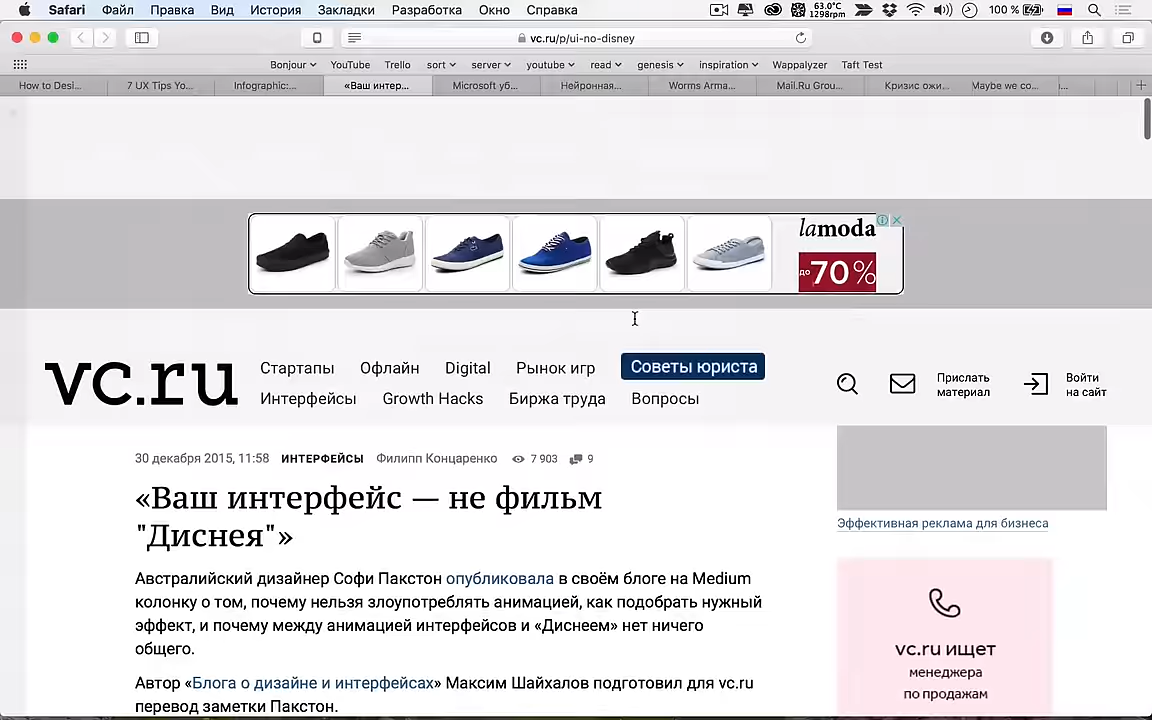 Safari Файл Правка Вид История Закладки Разработка Окно Справка 63.0°C 1298rpm 100 %
vc.ru/p/ui-no-disney
Bonjour YouTube Trello sort server youtube read genesis inspiration Wappalyzer Taft Test
How to Desi... 7 UX Tips Yo... Infographic:... «Ваш интер... Microsoft уб... Нейронная... Worms Arma... Mail.Ru Grou... Кризис ожи... Maybe we co...
lamoda
до 70%
vc.ru
Стартапы Офлайн Digital Рынок игр Советы юриста
Интерфейсы Growth Hacks Биржа труда Вопросы
Прислать материал
Войти на сайт
30 декабря 2015, 11:58 ИНТЕРФЕЙСЫ Филипп Концаренко 7 903 9
«Ваш интерфейс — не фильм
"Диснея"»
Австралийский дизайнер Софи Пакстон опубликовала в своём блоге на Medium
колонку о том, почему нельзя злоупотреблять анимацией, как подобрать нужный
эффект, и почему между анимацией интерфейсов и «Диснеем» нет ничего
общего.
Автор «Блога о дизайне и интерфейсах» Максим Шайхалов подготовил для vc.ru
перевод заметки Пакстон.
Эффективная реклама для бизнеса
vc.ru ищет
менеджера
по продажам